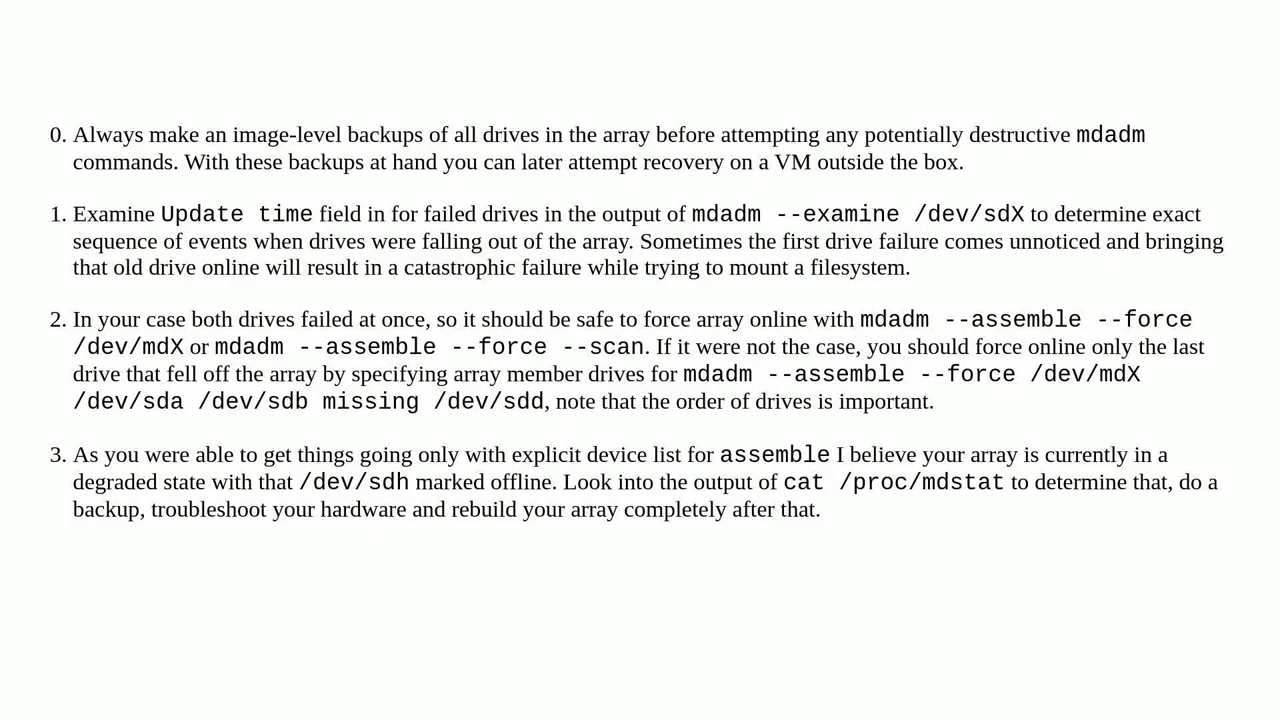 0. Always make an image-level backups of all drives in the array before attempting any potentially destructive mdadm
commands. With these backups at hand you can later attempt recovery on a VM outside the box.
1. Examine Update time field in for failed drives in the output of mdadm --examine /dev/sdX to determine exact
sequence of events when drives were falling out of the array. Sometimes the first drive failure comes unnoticed and bringing
that old drive online will result in a catastrophic failure while trying to mount a filesystem.
2. In your case both drives failed at once, so it should be safe to force array online with mdadm --assemble --force
/dev/mdX or mdadm --assemble --force --scan. If it were not the case, you should force online only the last
drive that fell off the array by specifying array member drives for mdadm --assemble --force /dev/mdX
/dev/sda /dev/sdb missing /dev/sdd, note that the order of drives is important.
3. As you were able to get things going only with explicit device list for assemble I believe your array is currently in a
degraded state with that /dev/sdh marked offline. Look into the output of cat /proc/mdstat to determine that, do a
backup, troubleshoot your hardware and rebuild your array completely after that.